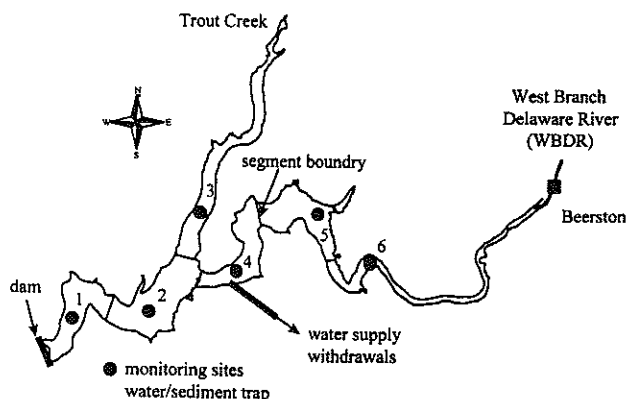 Trout Creek
N
W
E
S
West Branch
Delaware River
(WBDR)
segment boundry
3
Beerston
5
6
4
dam
1
2
water supply
withdrawals
monitoring sites
water/sediment trap